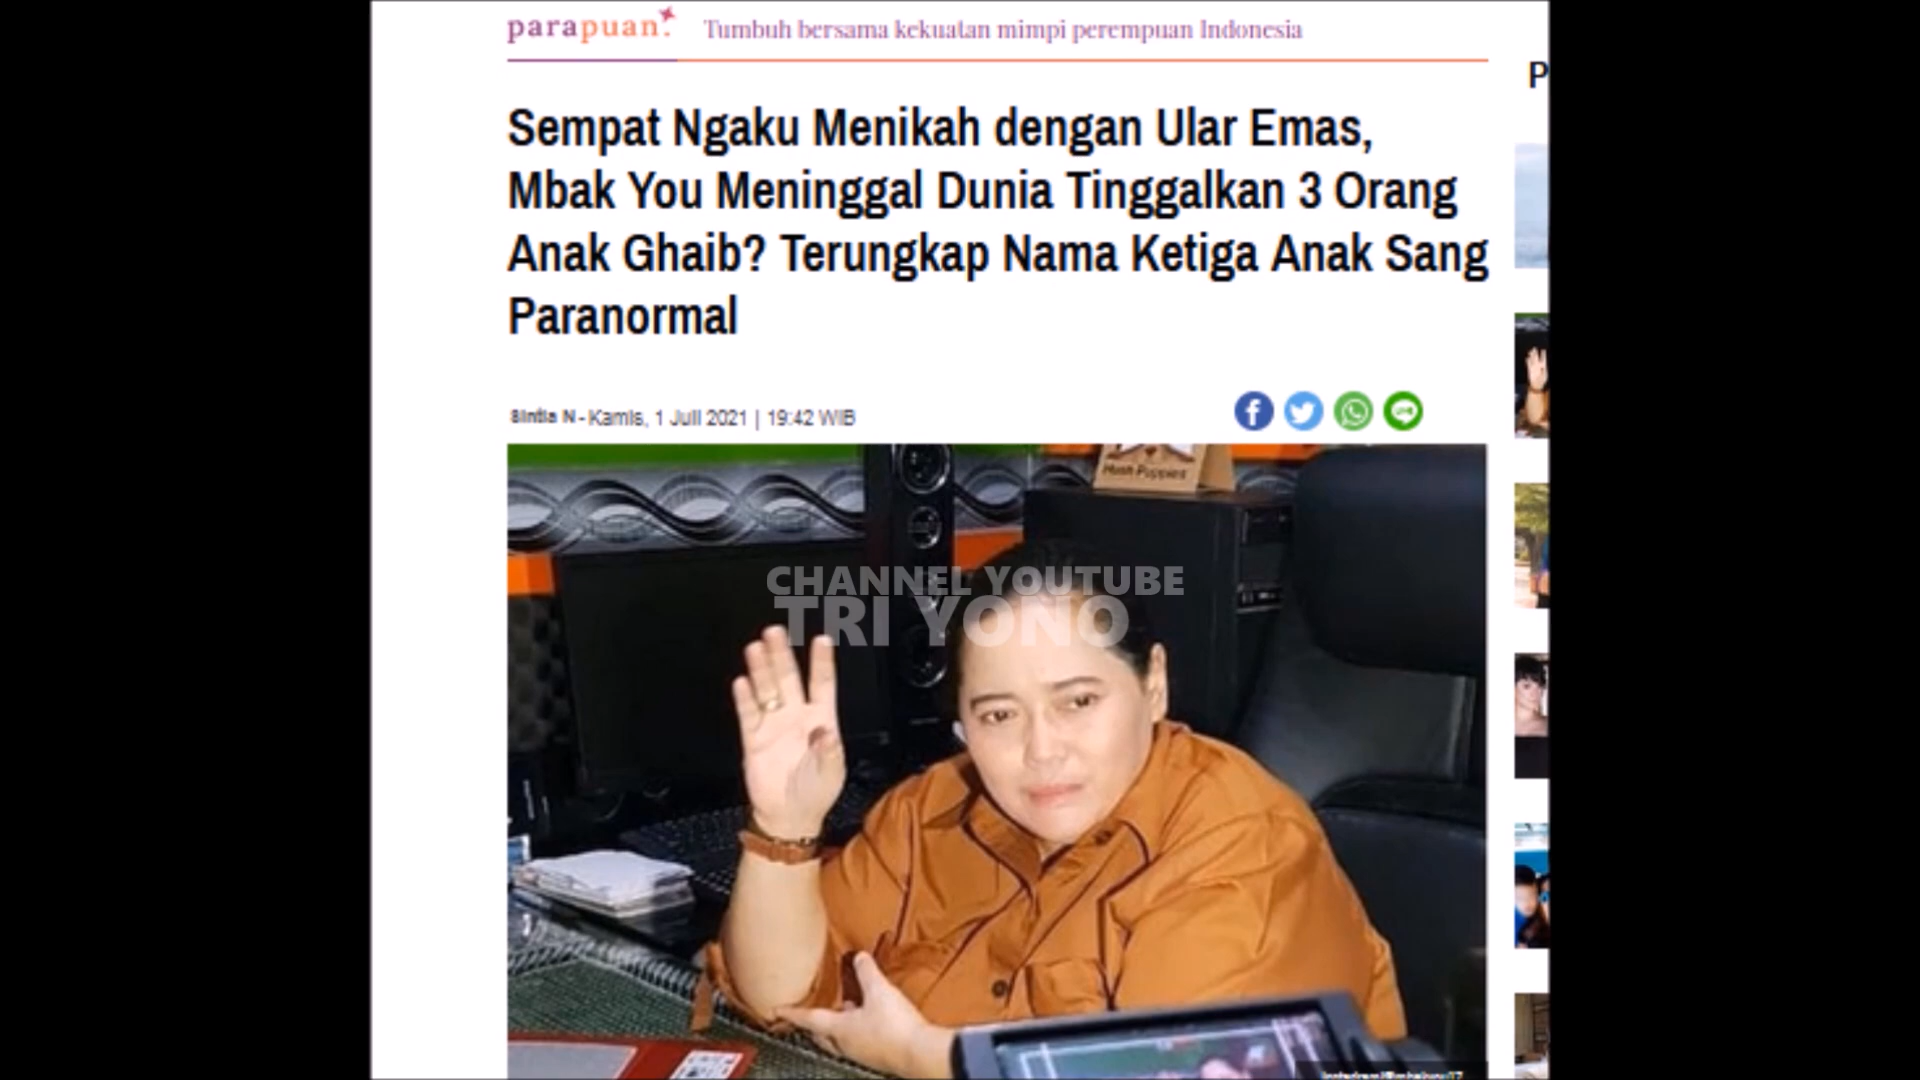 parapuan.
Tumbuh bersama kekuatan mimpi perempuan Indonesia
P
Sempat Ngaku Menikah dengan Ular Emas,
Mbak You Meninggal Dunia Tinggalkan 3 Orang
Anak Ghaib? Terungkap Nama Ketiga Anak Sang
Paranormal
Sintia N - Kamis, 1 Juli 2021 | 19:42 WIB
Hush Puppies
CHANNEL YOUTUBE
TRI YONO